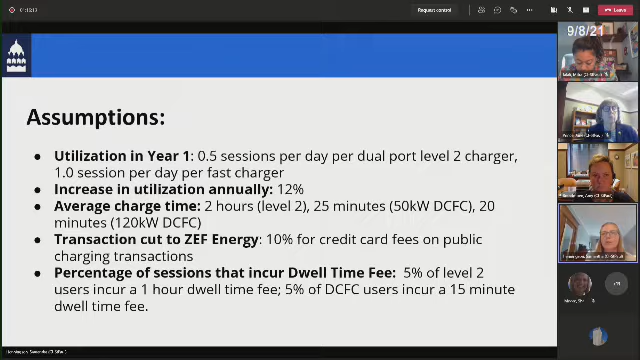 01:10:13
Request control
Leave
9/8/21
Assumptions:
● Utilization in Year 1: 0.5 sessions per day per dual port level 2 charger,
1.0 session per day per fast charger
● Increase in utilization annually: 12%
● Average charge time: 2 hours (level 2), 25 minutes (50kW DCFC), 20
minutes (120kW DCFC)
● Transaction cut to ZEF Energy: 10% for credit card fees on public
charging transactions
● Percentage of sessions that incur Dwell Time Fee: 5% of level 2
users incur a 1 hour dwell time fee; 5% of DCFC users incur a 15 minute
dwell time fee.